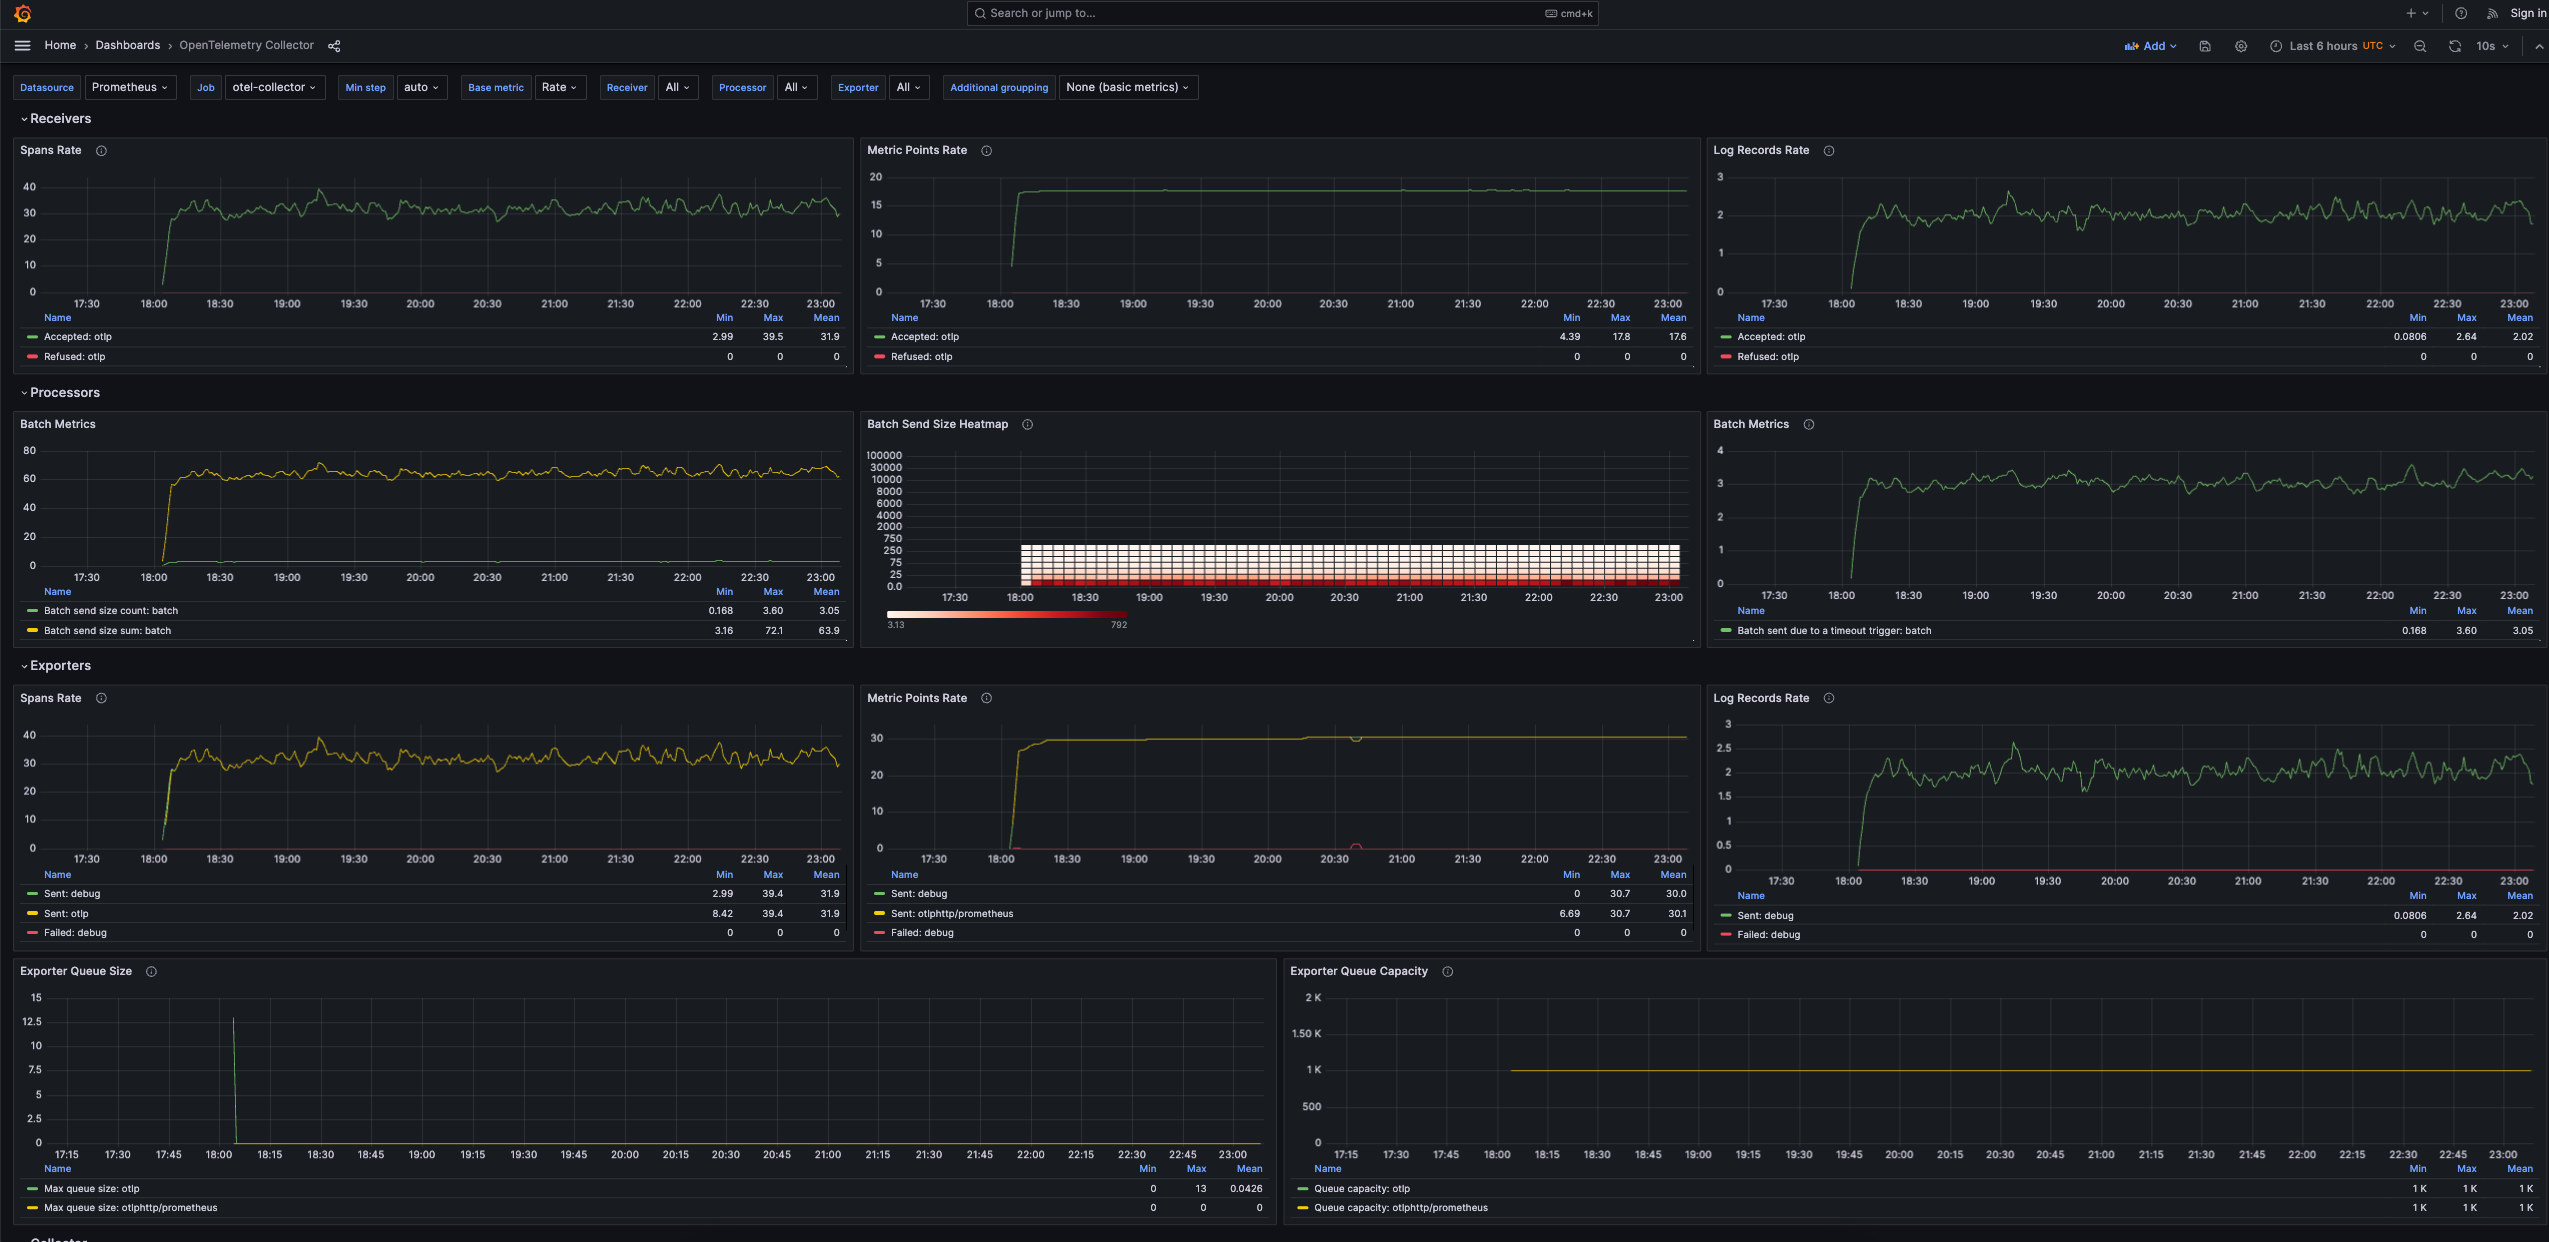 Search or jump to... cmd+k Sign in
Home Dashboards OpenTelemetry Collector Add Last 6 hours UTC 10s
Datasource Prometheus Job otel-collector Min step auto Base metric Rate Receiver All Processor All Exporter All Additional groupping None (basic metrics)
Receivers
Spans Rate
40
30
20
10
0
17:30 18:00 18:30 19:00 19:30 20:00 20:30 21:00 21:30 22:00 22:30 23:00
Name Min Max Mean
Accepted: otlp 2.99 39.5 31.9
Refused: otlp 0 0 0
Metric Points Rate
20
15
10
5
0
17:30 18:00 18:30 19:00 19:30 20:00 20:30 21:00 21:30 22:00 22:30 23:00
Name Min Max Mean
Accepted: otlp 4.39 17.8 17.6
Refused: otlp 0 0 0
Log Records Rate
3
2
1
0
17:30 18:00 18:30 19:00 19:30 20:00 20:30 21:00 21:30 22:00 22:30 23:00
Name Min Max Mean
Accepted: otlp 0.0806 2.64 2.02
Refused: otlp 0 0 0
Processors
Batch Metrics
80
60
40
20
0
17:30 18:00 18:30 19:00 19:30 20:00 20:30 21:00 21:30 22:00 22:30 23:00
Name Min Max Mean
Batch send size count: batch 0.168 3.60 3.05
Batch send size sum: batch 3.16 72.1 63.9
Batch Send Size Heatmap
100000
30000
10000
8000
6000
4000
2000
750
250
75
25
0.0
17:30 18:00 18:30 19:00 19:30 20:00 20:30 21:00 21:30 22:00 22:30 23:00
3.13 792
Batch Metrics
4
3
2
1
0
17:30 18:00 18:30 19:00 19:30 20:00 20:30 21:00 21:30 22:00 22:30 23:00
Name Min Max Mean
Batch sent due to a timeout trigger: batch 0.168 3.60 3.05
Exporters
Spans Rate
40
30
20
10
0
17:30 18:00 18:30 19:00 19:30 20:00 20:30 21:00 21:30 22:00 22:30 23:00
Name Min Max Mean
Sent: debug 2.99 39.4 31.9
Sent: otlp 8.42 39.4 31.9
Failed: debug 0 0 0
Metric Points Rate
30
20
10
0
17:30 18:00 18:30 19:00 19:30 20:00 20:30 21:00 21:30 22:00 22:30 23:00
Name Min Max Mean
Sent: debug 0 30.7 30.0
Sent: otlphttp/prometheus 6.69 30.7 30.1
Failed: debug 0 0 0
Log Records Rate
3
2.5
2
1.5
1
0.5
0
17:30 18:00 18:30 19:00 19:30 20:00 20:30 21:00 21:30 22:00 22:30 23:00
Name Min Max Mean
Sent: debug 0.0806 2.64 2.02
Failed: debug 0 0 0
Exporter Queue Size
15
12.5
10
7.5
5
2.5
0
17:15 17:30 17:45 18:00 18:15 18:30 18:45 19:00 19:15 19:30 19:45 20:00 20:15 20:30 20:45 21:00 21:15 21:30 21:45 22:00 22:15 22:30 22:45 23:00
Name Min Max Mean
Max queue size: otlp 0 13 0.0426
Max queue size: otlphttp/prometheus 0 0 0
Exporter Queue Capacity
2 K
1.50 K
1 K
500
0
17:15 17:30 17:45 18:00 18:15 18:30 18:45 19:00 19:15 19:30 19:45 20:00 20:15 20:30 20:45 21:00 21:15 21:30 21:45 22:00 22:15 22:30 22:45 23:00
Name Min Max Mean
Queue capacity: otlp 1 K 1 K 1 K
Queue capacity: otlphttp/prometheus 1 K 1 K 1 K
Collector